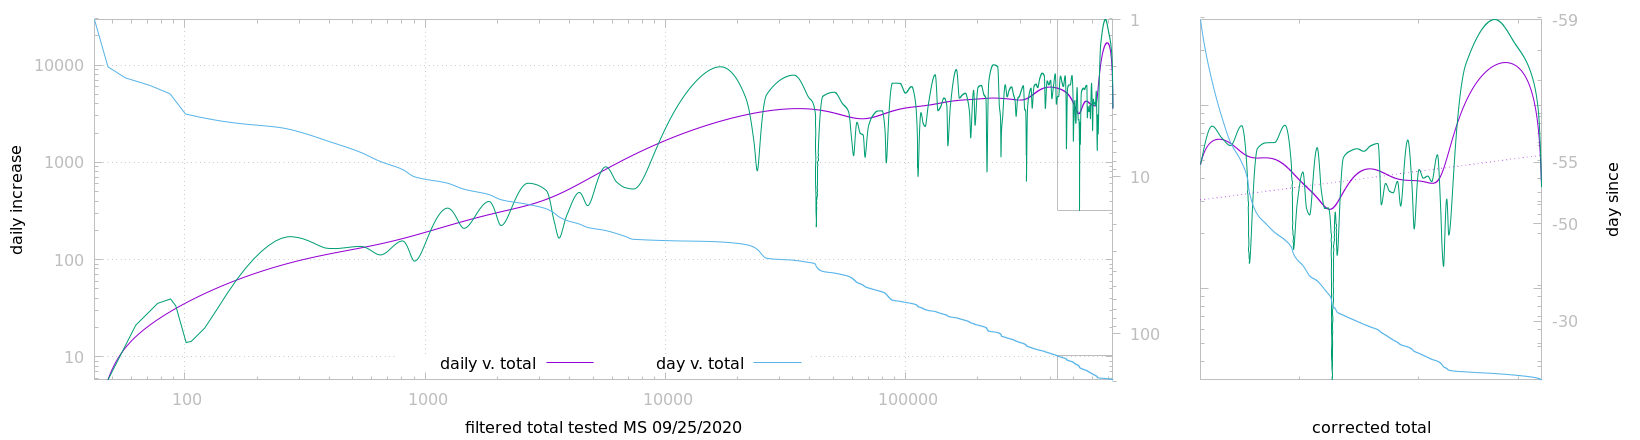 1
-59
10000
daily increase
1000
-55
10
day since
-50
100
-30
100
10
daily v. total
day v. total
100
1000
10000
100000
filtered total tested MS 09/25/2020
corrected total